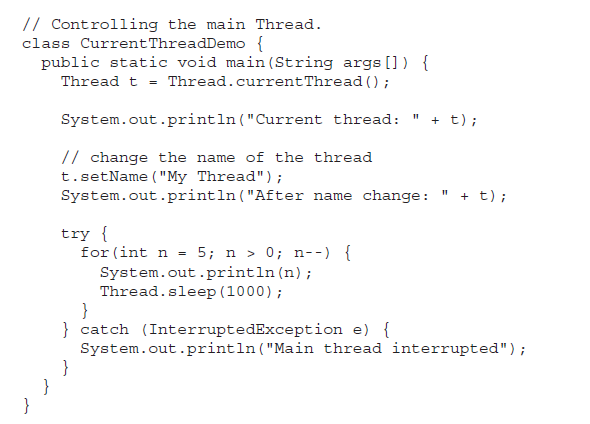 // Controlling the main Thread.
class CurrentThreadDemo {
  public static void main(String args[]) {
    Thread t = Thread.currentThread();

    System.out.println("Current thread: " + t);

    // change the name of the thread
    t.setName("My Thread");
    System.out.println("After name change: " + t);

    try {
      for(int n = 5; n > 0; n--) {
        System.out.println(n);
        Thread.sleep(1000);
      }
    } catch (InterruptedException e) {
      System.out.println("Main thread interrupted");
    }
  }
}